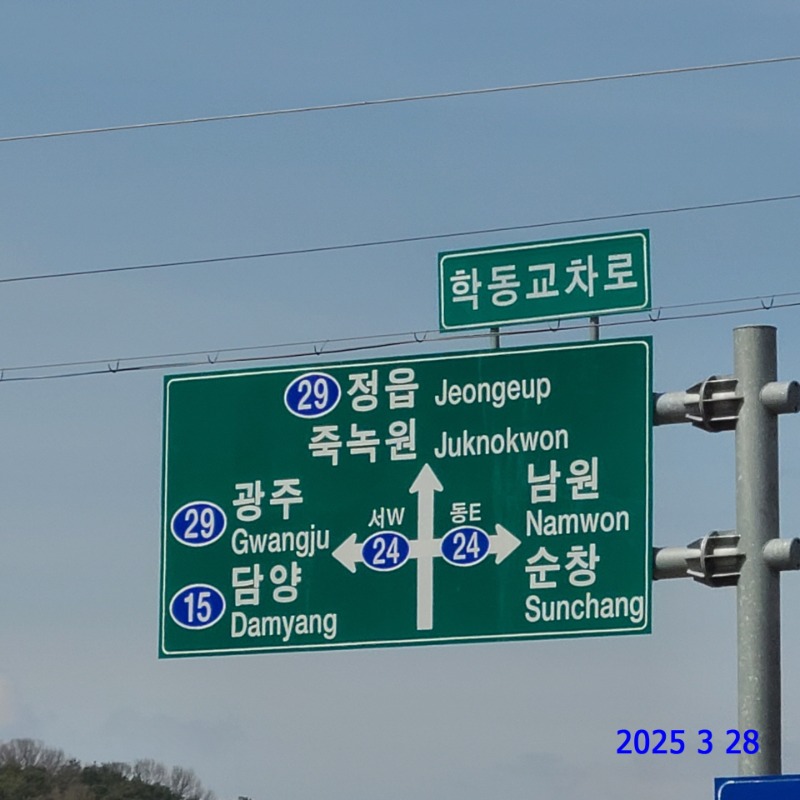 학동교차로
29 정읍 Jeongeup
죽녹원 Juknokwon
29 광주
Gwangju
15 담양
Damyang
서W
24
동E
24
남원
Namwon
순창
Sunchang
2025 3 28